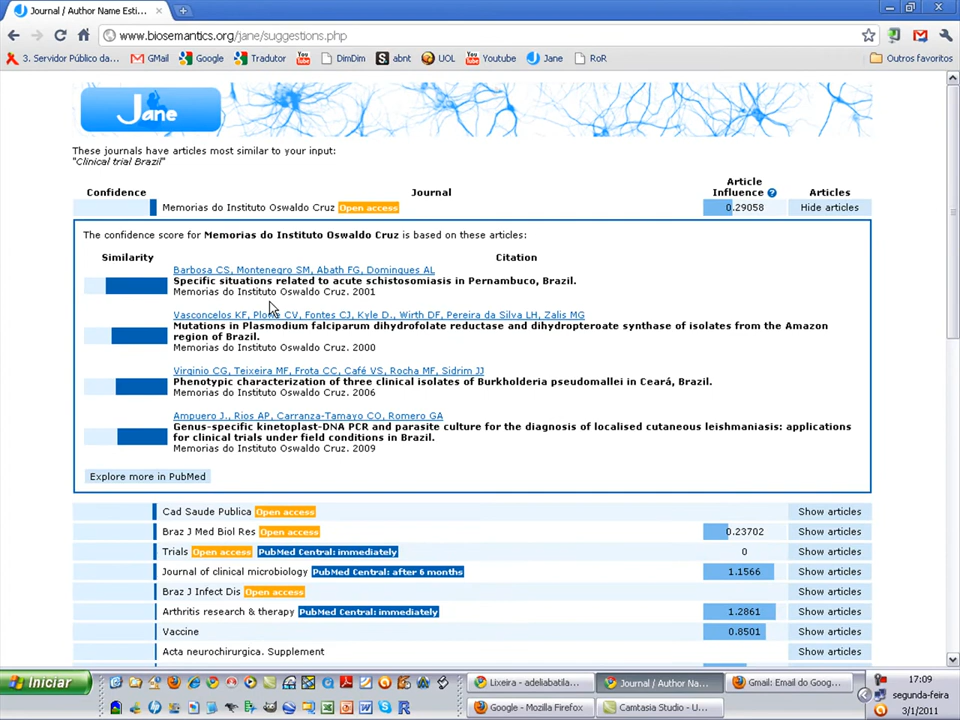 Journal / Author Name Esti...
www.biosemantics.org/jane/suggestions.php
3. Servidor Público da...
GMail
Google
Tradutor
DimDim
abnt
UOL
Youtube
Jane
RoR
Outros favoritos
Jane
These journals have articles most similar to your input:
"Clinical trial Brazil"
Confidence
Journal
Article Influence
Articles
Memorias do Instituto Oswaldo Cruz Open access 0.29058 Hide articles
The confidence score for Memorias do Instituto Oswaldo Cruz is based on these articles:
Similarity
Citation
Barbosa CS, Montenegro SM, Abath FG, Domingues AL
Specific situations related to acute schistosomiasis in Pernambuco, Brazil.
Memorias do Instituto Oswaldo Cruz. 2001
Vasconcelos KF, CV, Fontes CJ, Kyle D., Wirth DF, Pereira da Silva LH, Zalis MG
Mutations in Plasmodium falciparum dihydrofolate reductase and dihydropteroate synthase of isolates from the Amazon
region of Brazil.
Memorias do Instituto Oswaldo Cruz. 2000
Virginio CG, Teixeira MF, Frota CC, Café VS, Rocha MF, Sidrim JJ
Phenotypic characterization of three clinical isolates of Burkholderia pseudomallei in Ceará, Brazil.
Memorias do Instituto Oswaldo Cruz. 2006
Ampuero J., Rios AP, Carranza-Tamayo CO, Romero GA
Genus-specific kinetoplast-DNA PCR and parasite culture for the diagnosis of localised cutaneous leishmaniasis: applications
for clinical trials under field conditions in Brazil.
Memorias do Instituto Oswaldo Cruz. 2009
Explore more in PubMed
Cad Saude Publica Open access Show articles
Braz J Med Biol Res Open access 0.23702 Show articles
Trials Open access PubMed Central: immediately 0 Show articles
Journal of clinical microbiology PubMed Central: after 6 months 1.1566 Show articles
Braz J Infect Dis Open access Show articles
Arthritis research & therapy PubMed Central: immediately 1.2861 Show articles
Vaccine 0.8501 Show articles
Acta neurochirurgica. Supplement Show articles
Iniciar
Lixeira - adeliabatila...
Journal / Author Na...
Gmail: Email do Goog...
Google - Mozilla Firefox
Camtasia Studio - U...
17:09
segunda-feira
3/1/2011